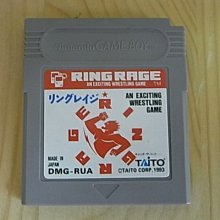 Nintendo GAME BOY
RING RAGE
AN EXCITING WRESTLING GAME
TM
リングレイジ
AN EXCITING
WRESTLING
GAME
MADE IN
JAPAN
DMG-RUA
TAITO
©TAITO CORP. 1993